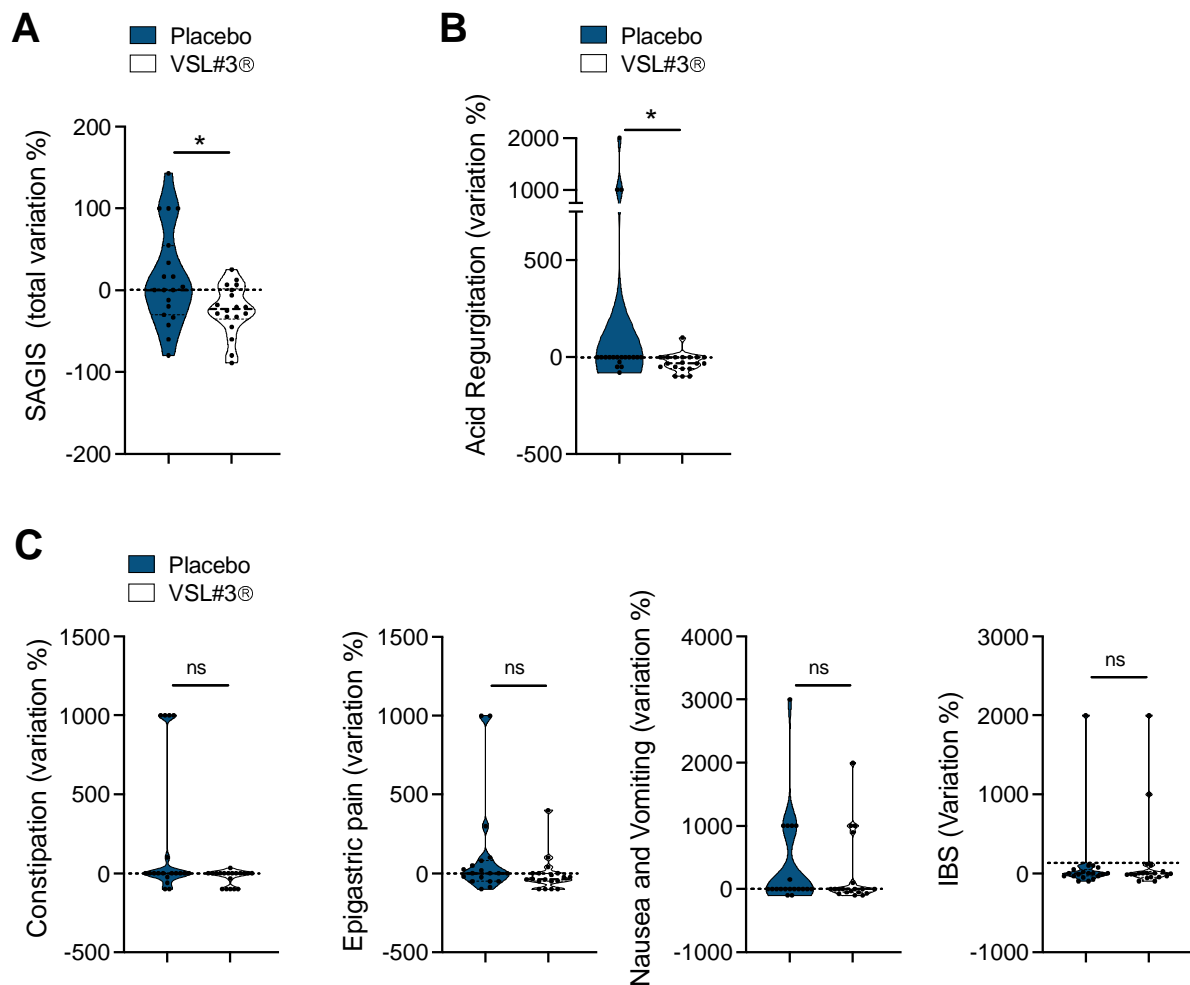 A
Placebo
VSL#3®
SAGIS (total variation %)
200
*
100
0
-100
-200
B
Placebo
VSL#3®
Acid Regurgitation (variation %)
2000
*
1000
500
0
-500
C
Placebo
VSL#3®
Constipation (variation %)
1500
ns
1000
500
0
-500
Epigastric pain (variation %)
1500
ns
1000
500
0
-500
Nausea and Vomiting (variation %)
4000
ns
3000
2000
1000
0
-1000
IBS (Variation %)
3000
ns
2000
1000
0
-1000